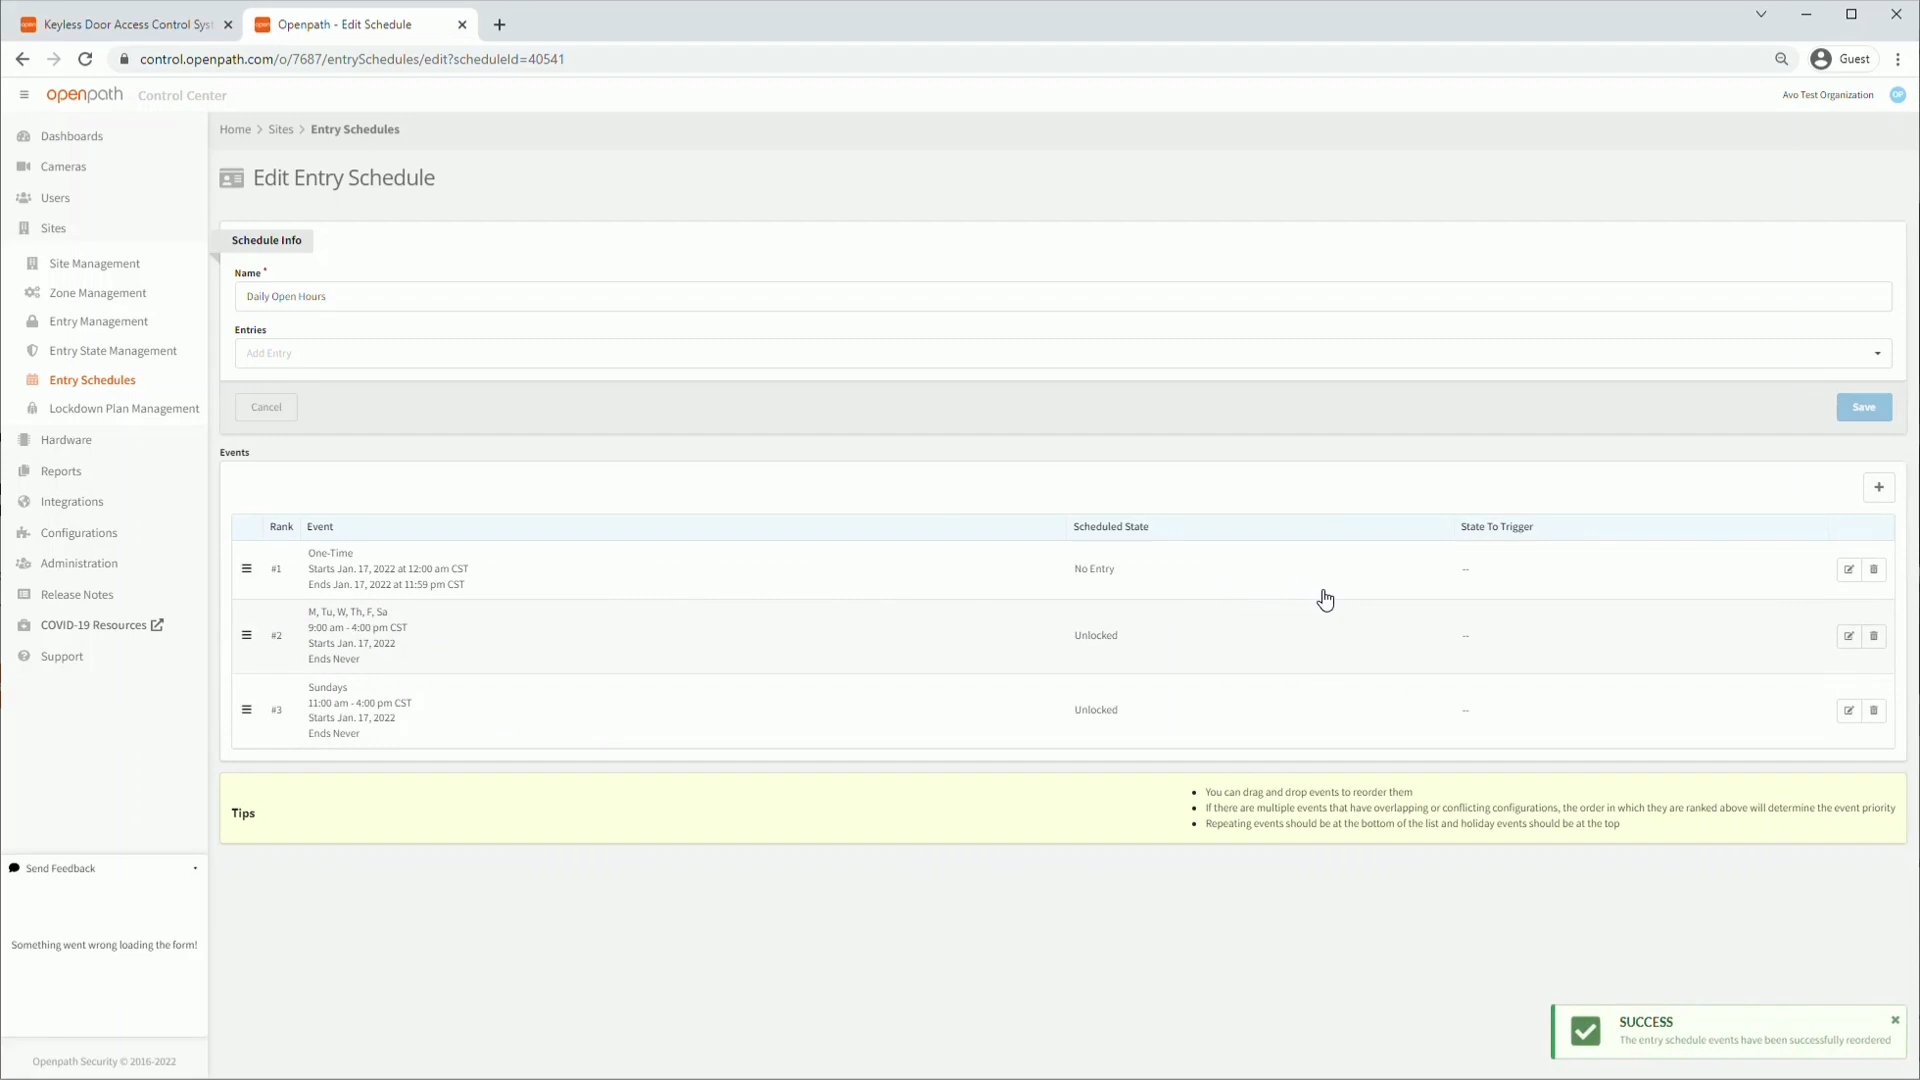 Keyless Door Access Control Sys
Openpath - Edit Schedule
control.openpath.com/o/7687/entrySchedules/edit?scheduleId=40541
Guest
openpath Control Center
Avo Test Organization
OP
Dashboards
Cameras
Users
Sites
Site Management
Zone Management
Entry Management
Entry State Management
Entry Schedules
Lockdown Plan Management
Hardware
Reports
Integrations
Configurations
Administration
Release Notes
COVID-19 Resources
Support
Send Feedback
Something went wrong loading the form!
Openpath Security © 2016-2022
Home > Sites > Entry Schedules
Edit Entry Schedule
Schedule Info
Name *
Daily Open Hours
Entries
Add Entry
Cancel
Save
Events
+
Rank Event Scheduled State State To Trigger
One-Time
#1 Starts Jan. 17, 2022 at 12:00 am CST No Entry --
Ends Jan. 17, 2022 at 11:59 pm CST
M, Tu, W, Th, F, Sa
9:00 am - 4:00 pm CST
#2 Unlocked --
Starts Jan. 17, 2022
Ends Never
Sundays
11:00 am - 4:00 pm CST
#3 Unlocked --
Starts Jan. 17, 2022
Ends Never
Tips
• You can drag and drop events to reorder them
• If there are multiple events that have overlapping or conflicting configurations, the order in which they are ranked above will determine the event priority
• Repeating events should be at the bottom of the list and holiday events should be at the top
SUCCESS
The entry schedule events have been successfully reordered